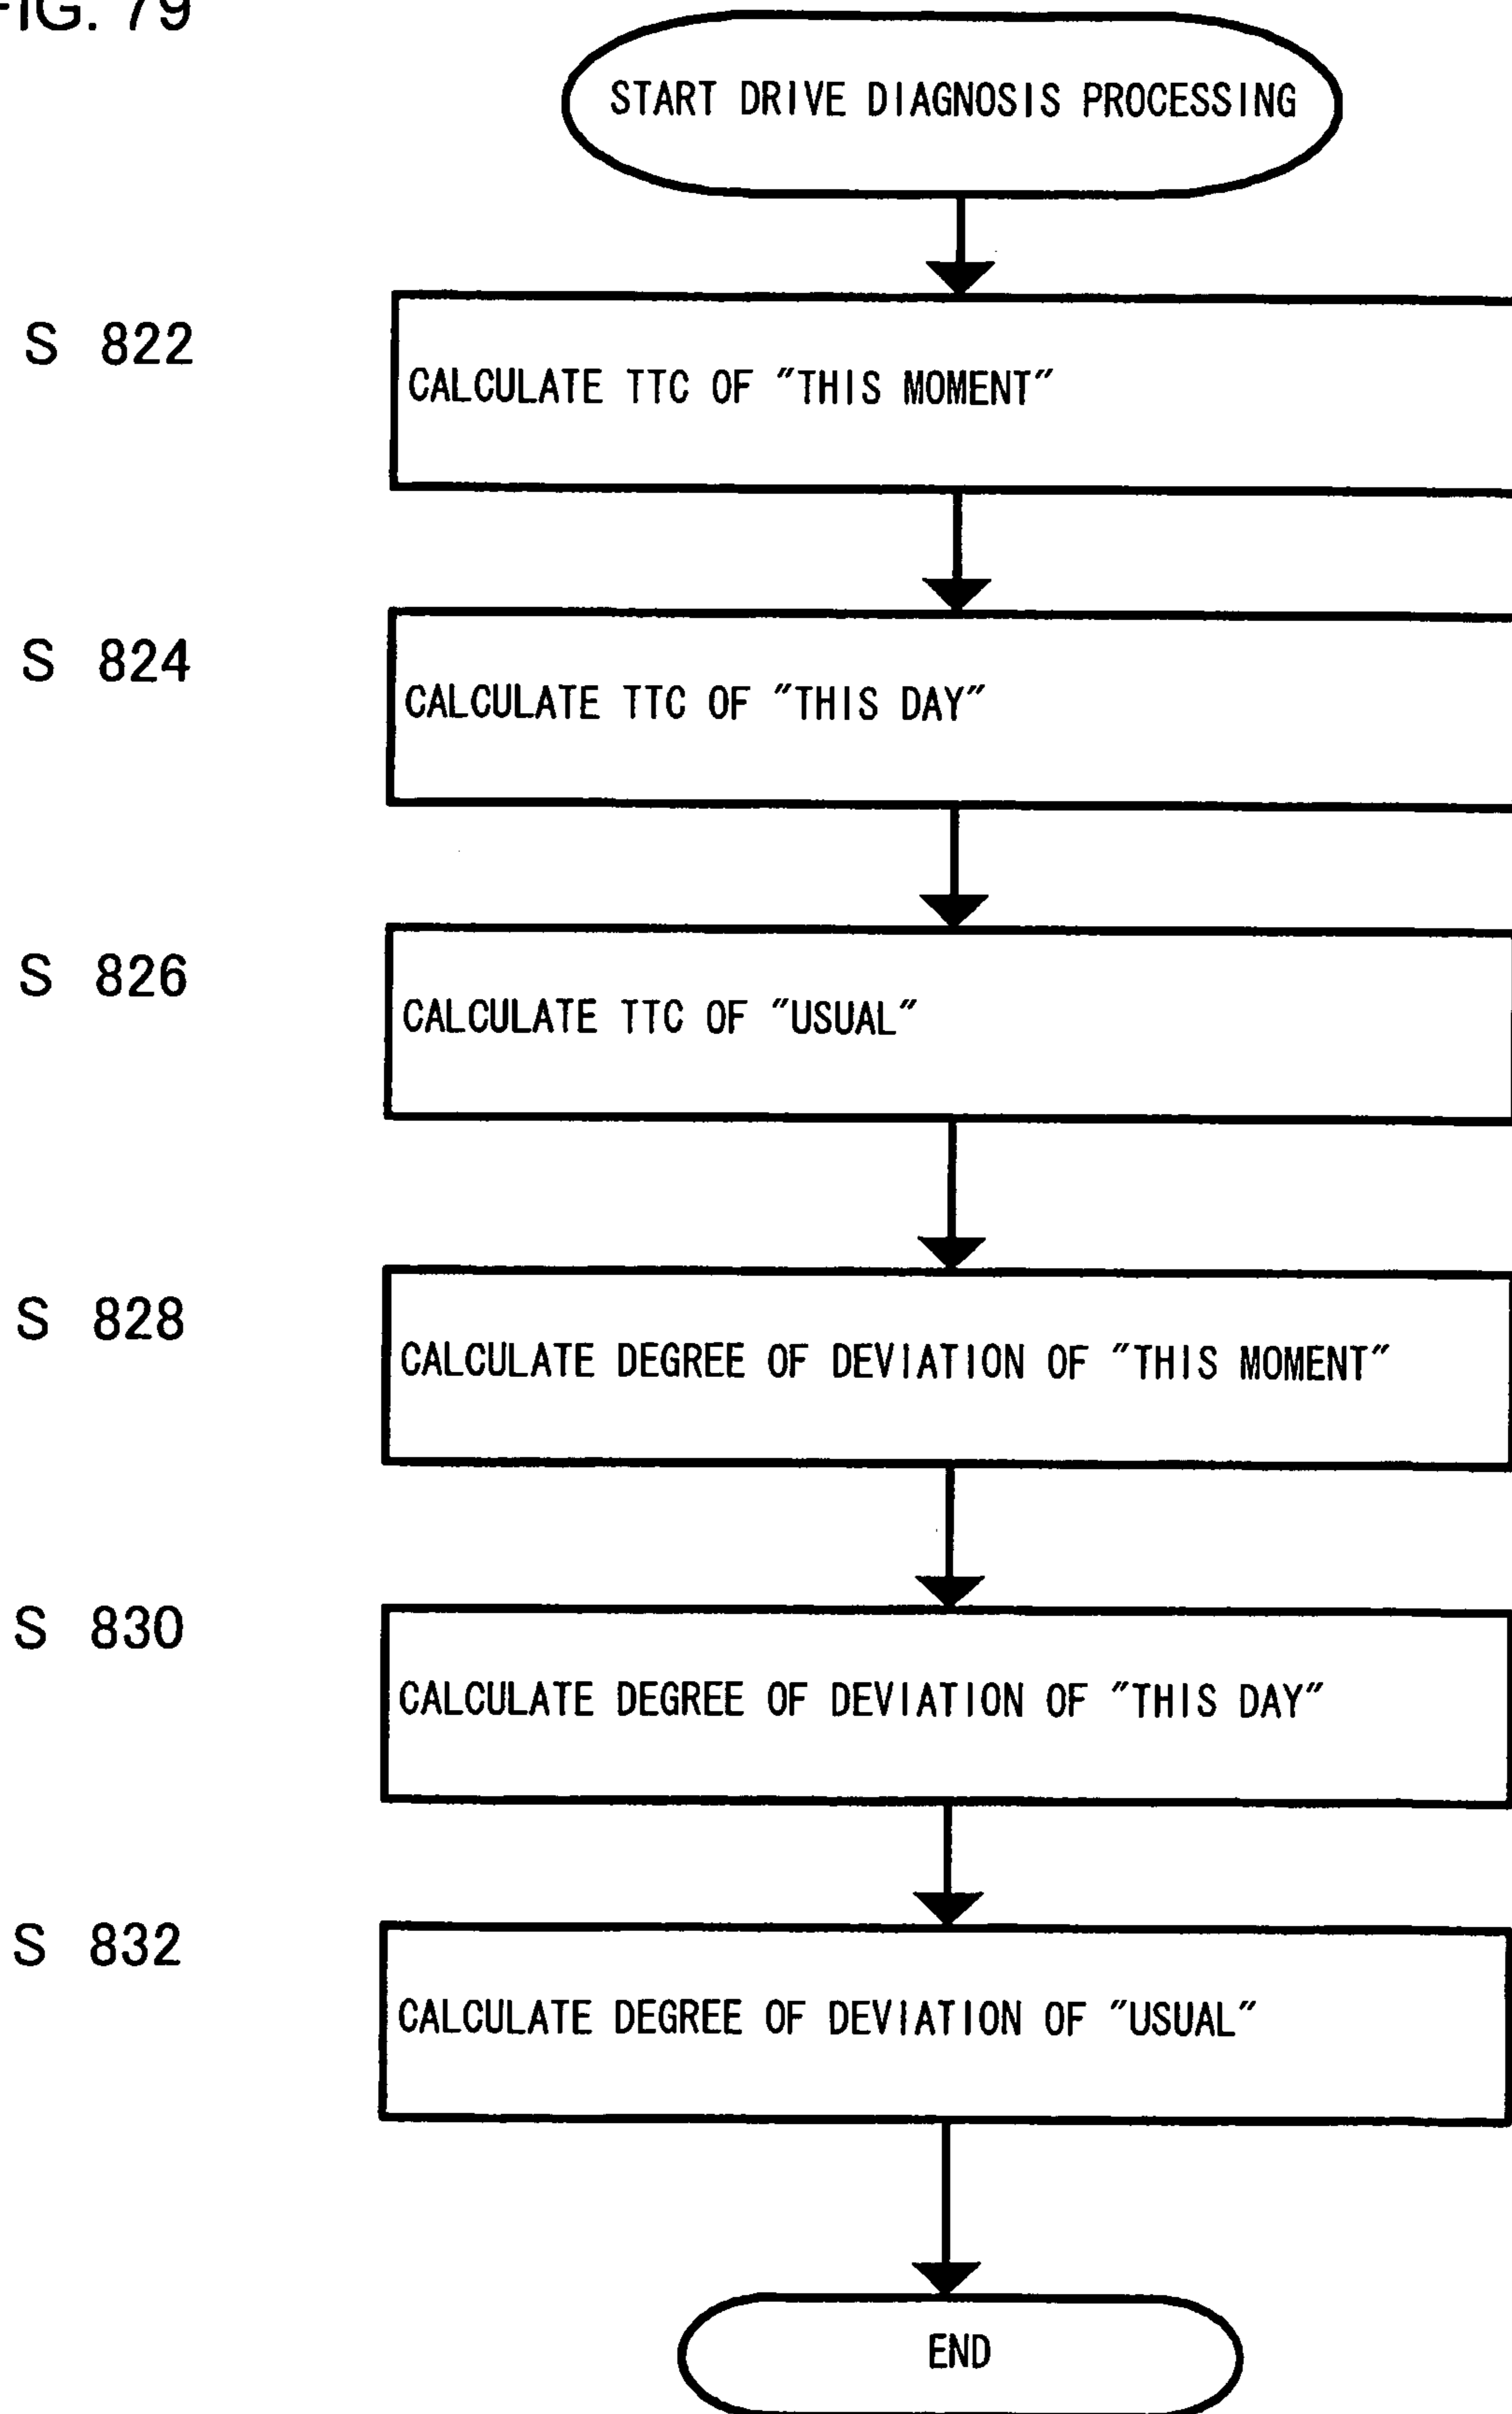 FIG. 79
START DRIVE DIAGNOSIS PROCESSING
S 822
CALCULATE TTC OF "THIS MOMENT"
S 824
CALCULATE TTC OF "THIS DAY"
S 826
CALCULATE TTC OF "USUAL"
S 828
CALCULATE DEGREE OF DEVIATION OF "THIS MOMENT"
S 830
CALCULATE DEGREE OF DEVIATION OF "THIS DAY"
S 832
CALCULATE DEGREE OF DEVIATION OF "USUAL"
END